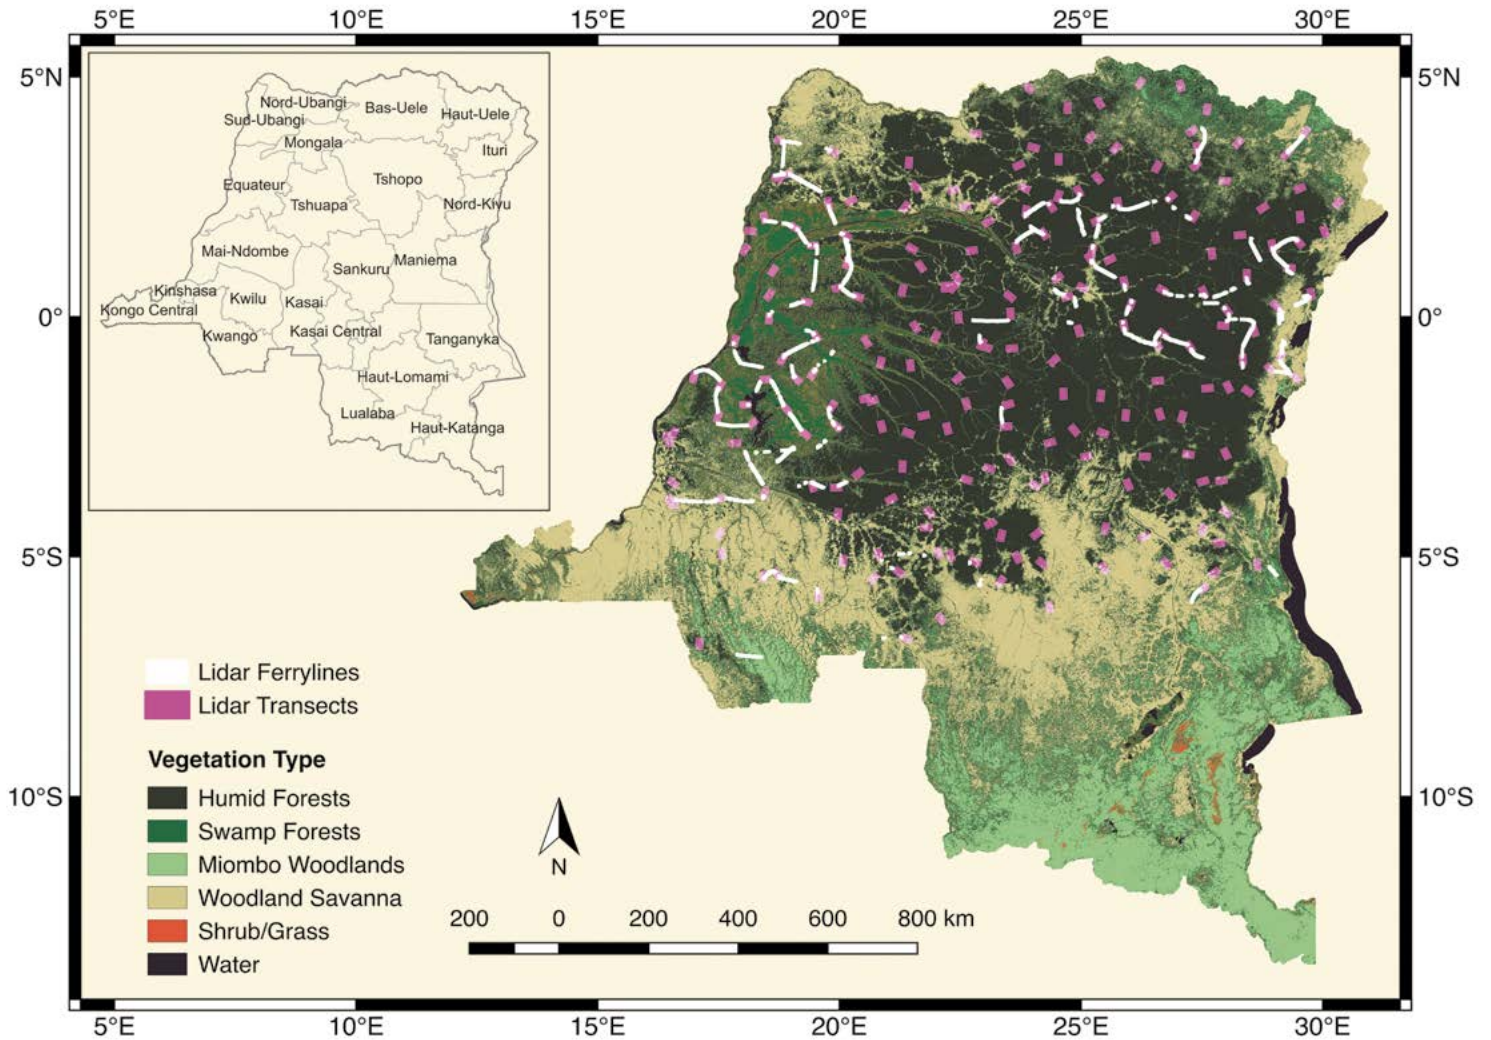 5°E 10°E 15°E 20°E 25°E 30°E
5°N 5°N
Nord-Ubangi
Bas-Uele
Haut-Uele
Sud-Ubangi
Mongala
Ituri
Equateur
Tshopo
Tshuapa
Nord-Kivu
Mai-Ndombe
Sankuru
Maniema
Kinshasa
Kwilu
Kasai
Kongo Central
0° 0°
Kwango
Kasai Central
Tanganyka
Haut-Lomami
Lualaba
Haut-Katanga
5°S 5°S
Lidar Ferrylines
Lidar Transects
Vegetation Type
Humid Forests
Swamp Forests
Miombo Woodlands
Woodland Savanna
Shrub/Grass
Water
10°S 10°S
N
200 0 200 400 600 800 km
5°E 10°E 15°E 20°E 25°E 30°E